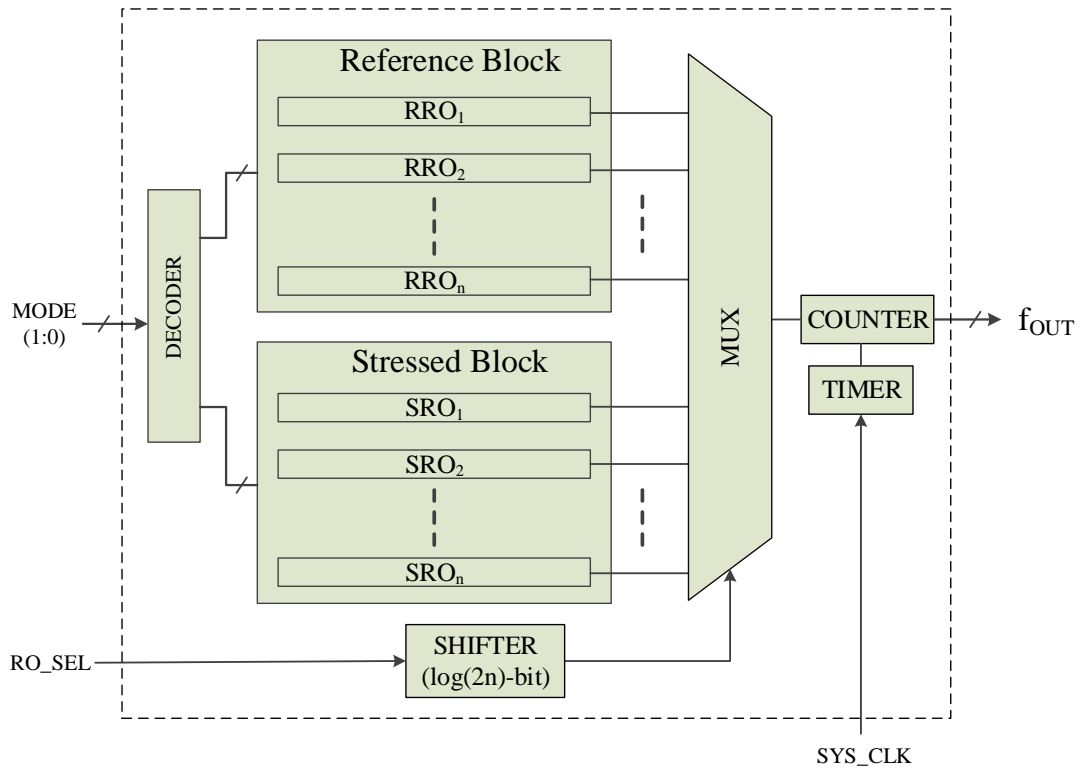 Reference Block
RRO₁
RRO₂
RROₙ
MODE
(1:0)
DECODER
Stressed Block
SRO₁
SRO₂
SROₙ
MUX
COUNTER
fOUT
TIMER
RO_SEL
SHIFTER
(log(2n)-bit)
SYS_CLK